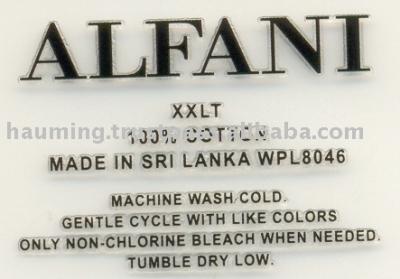 ALFANI
XXLT
100% COTTON
MADE IN SRI LANKA WPL8046
MACHINE WASH COLD.
GENTLE CYCLE WITH LIKE COLORS
ONLY NON-CHLORINE BLEACH WHEN NEEDED.
TUMBLE DRY LOW.